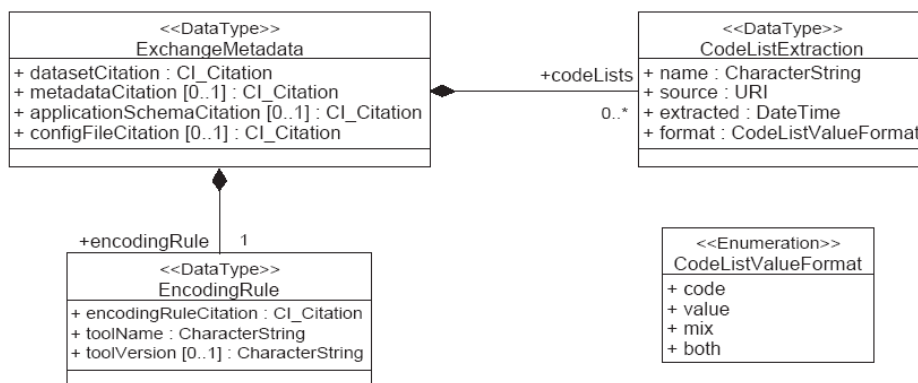 <<DataType>>
ExchangeMetadata
+ datasetCitation : CI_Citation
+ metadataCitation [0..1] : CI_Citation
+ applicationSchemaCitation [0..1] : CI_Citation
+ configFileCitation [0..1] : CI_Citation
+codeLists
0..*
<<DataType>>
CodeListExtraction
+ name : CharacterString
+ source : URI
+ extracted : DateTime
+ format : CodeListValueFormat
+encodingRule
1
<<DataType>>
EncodingRule
+ encodingRuleCitation : CI_Citation
+ toolName : CharacterString
+ toolVersion [0..1] : CharacterString
<<Enumeration>>
CodeListValueFormat
+ code
+ value
+ mix
+ both